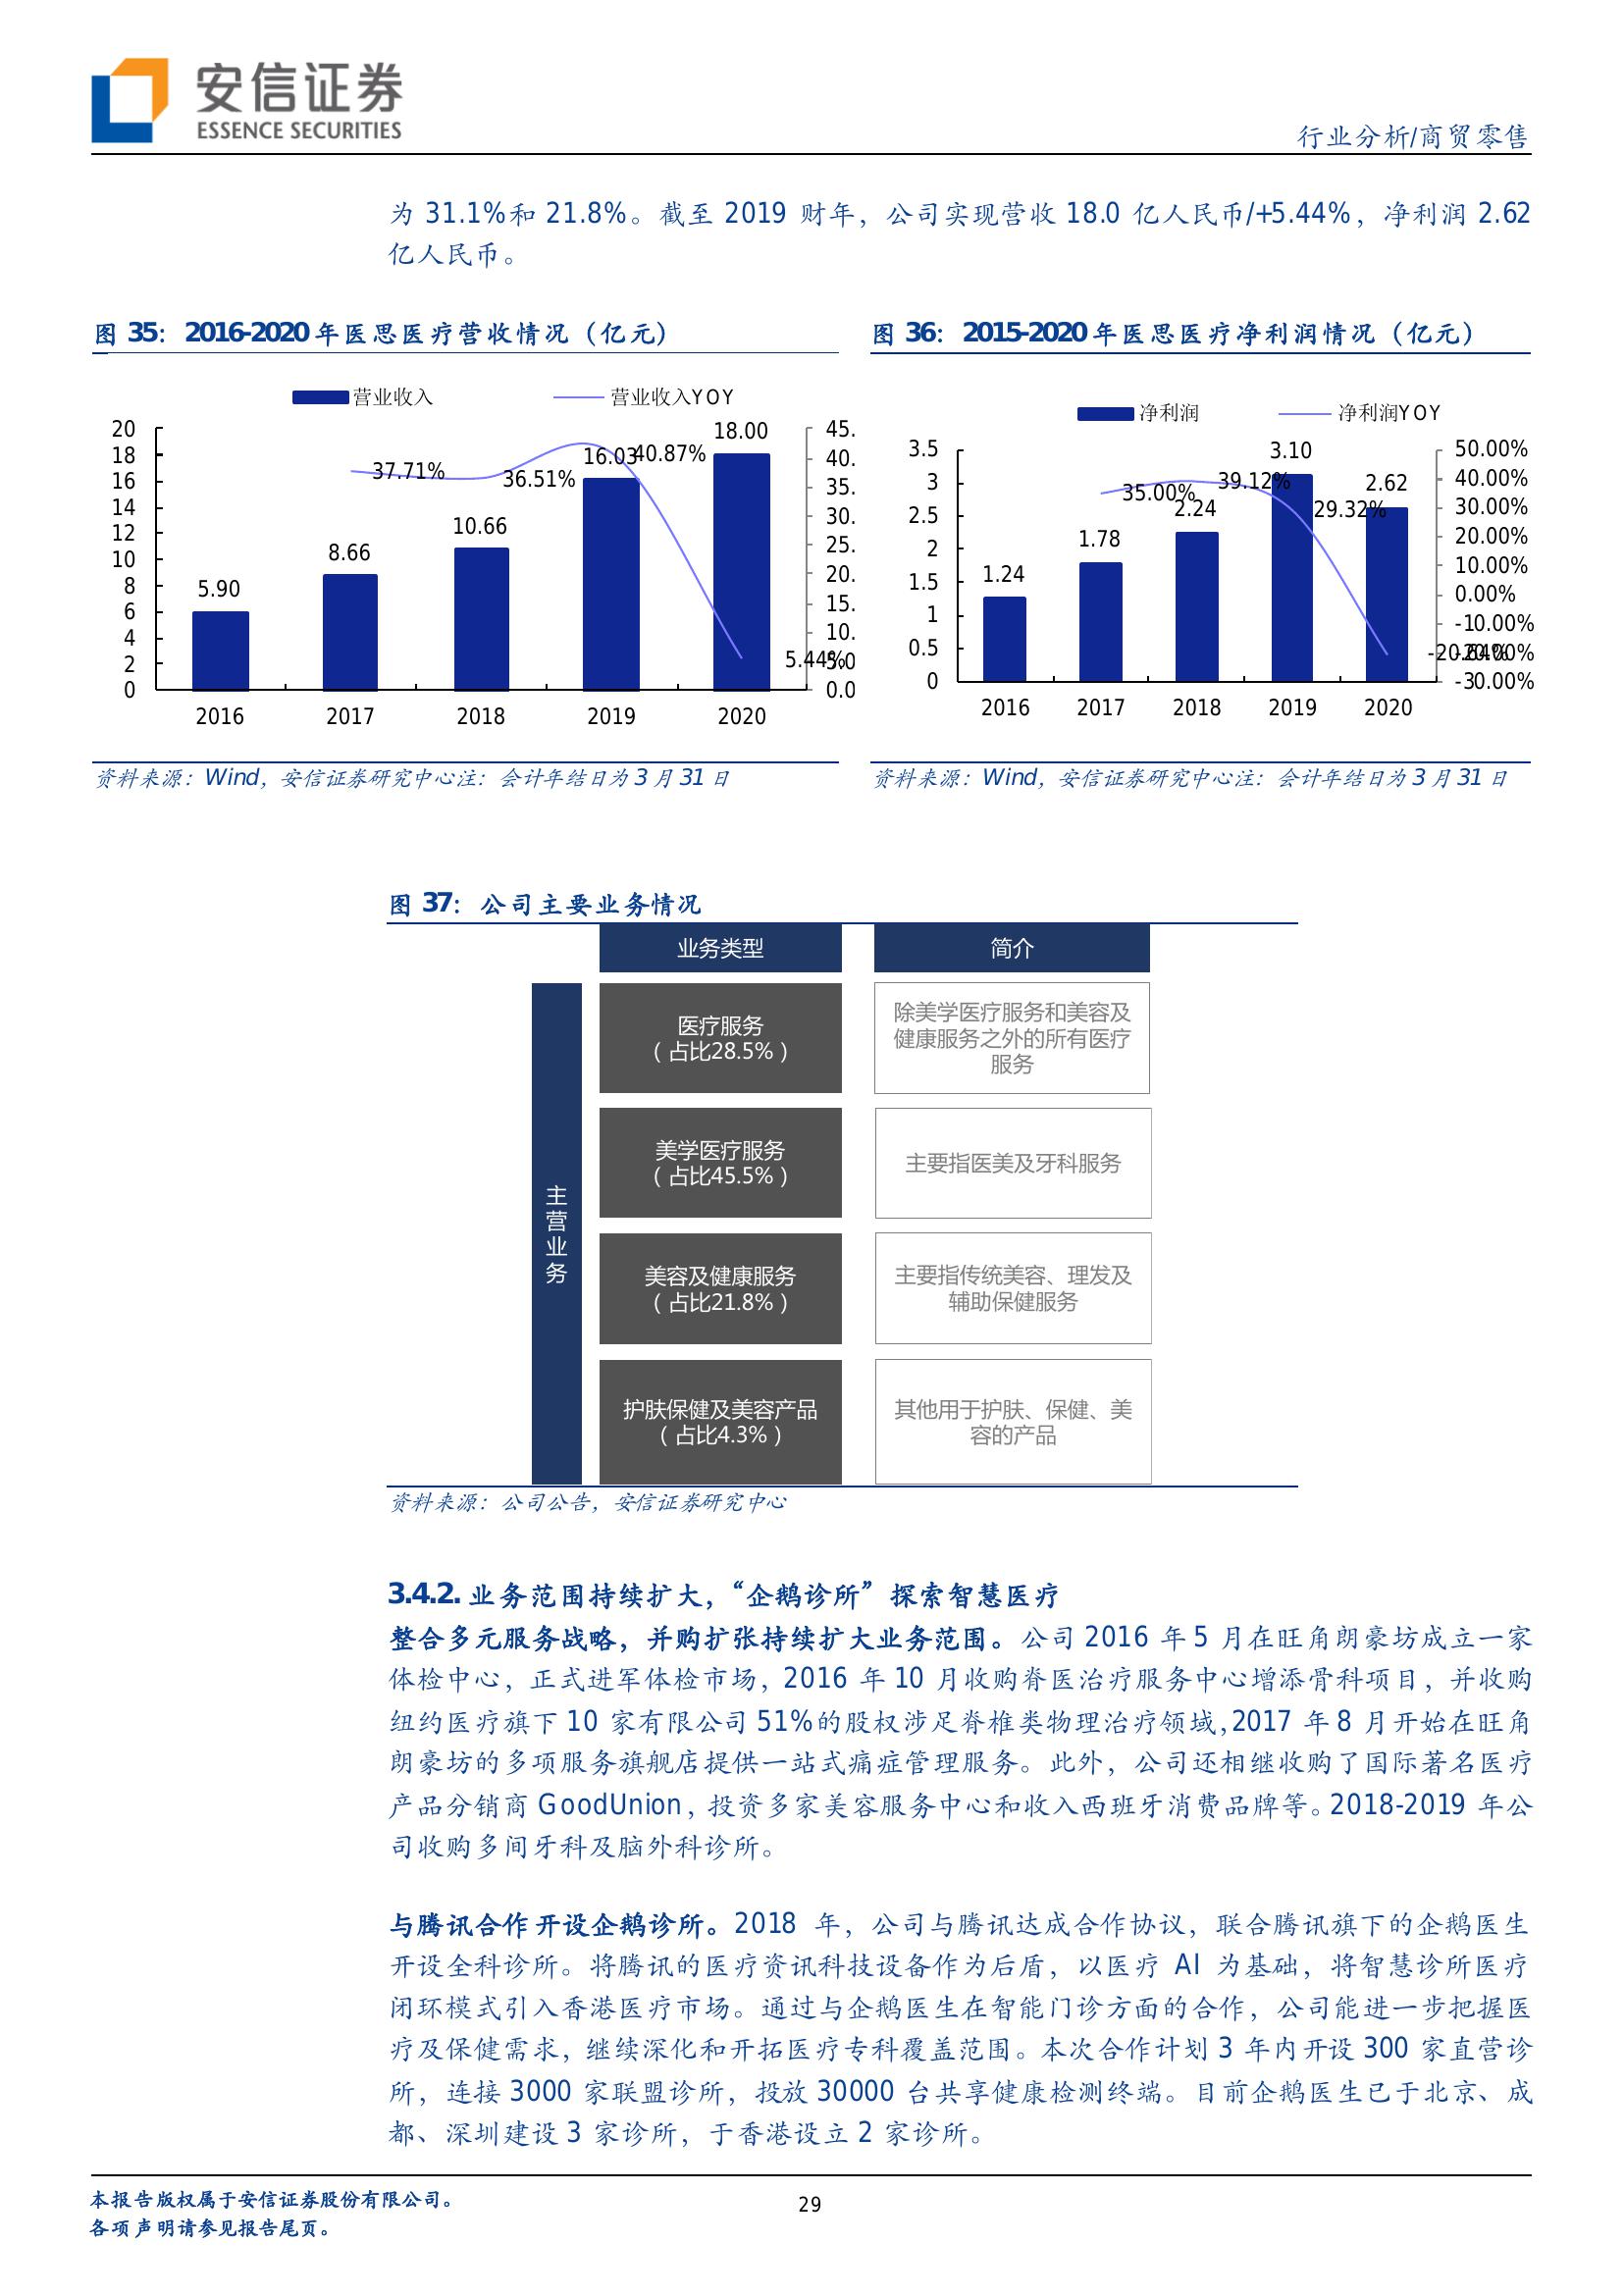 安信证券
ESSENCE SECURITIES
行业分析/商贸零售
为 31.1%和 21.8%。截至 2019 财年，公司实现营收 18.0 亿人民币/+5.44%，净利润 2.62
亿人民币。
图 35：2016-2020 年医思医疗营收情况（亿元）
营业收入 营业收入YOY
20
18
16
14
12
10
8
6
4
2
0
45.
40.
35.
30.
25.
20.
15.
10.
5.0
0.0
5.90
8.66
10.66
16.03
18.00
37.71%
36.51%
40.87%
5.44%
2016 2017 2018 2019 2020
资料来源：Wind，安信证券研究中心注：会计年结日为 3 月 31 日
图 36：2015-2020 年医思医疗净利润情况（亿元）
净利润 净利润YOY
3.5
3
2.5
2
1.5
1
0.5
0
50.00%
40.00%
30.00%
20.00%
10.00%
0.00%
-10.00%
-20.00%
-30.00%
1.24
1.78
2.24
3.10
2.62
35.00%
39.12%
29.32%
-20.64%
2016 2017 2018 2019 2020
资料来源：Wind，安信证券研究中心注：会计年结日为 3 月 31 日
图 37：公司主要业务情况
业务类型 简介
主营业务
医疗服务
（占比28.5%）
除美学医疗服务和美容及
健康服务之外的所有医疗
服务
美学医疗服务
（占比45.5%）
主要指医美及牙科服务
美容及健康服务
（占比21.8%）
主要指传统美容、理发及
辅助保健服务
护肤保健及美容产品
（占比4.3%）
其他用于护肤、保健、美
容的产品
资料来源：公司公告，安信证券研究中心
3.4.2. 业务范围持续扩大，“企鹅诊所”探索智慧医疗
整合多元服务战略，并购扩张持续扩大业务范围。公司 2016 年 5 月在旺角朗豪坊成立一家
体检中心，正式进军体检市场，2016 年 10 月收购脊医治疗服务中心增添骨科项目，并收购
纽约医疗旗下 10 家有限公司 51%的股权涉足脊椎类物理治疗领域，2017 年 8 月开始在旺角
朗豪坊的多项服务旗舰店提供一站式痛症管理服务。此外，公司还相继收购了国际著名医疗
产品分销商 GoodUnion，投资多家美容服务中心和收入西班牙消费品牌等。2018-2019 年公
司收购多间牙科及脑外科诊所。
与腾讯合作开设企鹅诊所。2018 年，公司与腾讯达成合作协议，联合腾讯旗下的企鹅医生
开设全科诊所。将腾讯的医疗资讯科技设备作为后盾，以医疗 AI 为基础，将智慧诊所医疗
闭环模式引入香港医疗市场。通过与企鹅医生在智能门诊方面的合作，公司能进一步把握医
疗及保健需求，继续深化和开拓医疗专科覆盖范围。本次合作计划 3 年内开设 300 家直营诊
所，连接 3000 家联盟诊所，投放 30000 台共享健康检测终端。目前企鹅医生已于北京、成
都、深圳建设 3 家诊所，于香港设立 2 家诊所。
本报告版权属于安信证券股份有限公司。
各项声明请参见报告尾页。
29